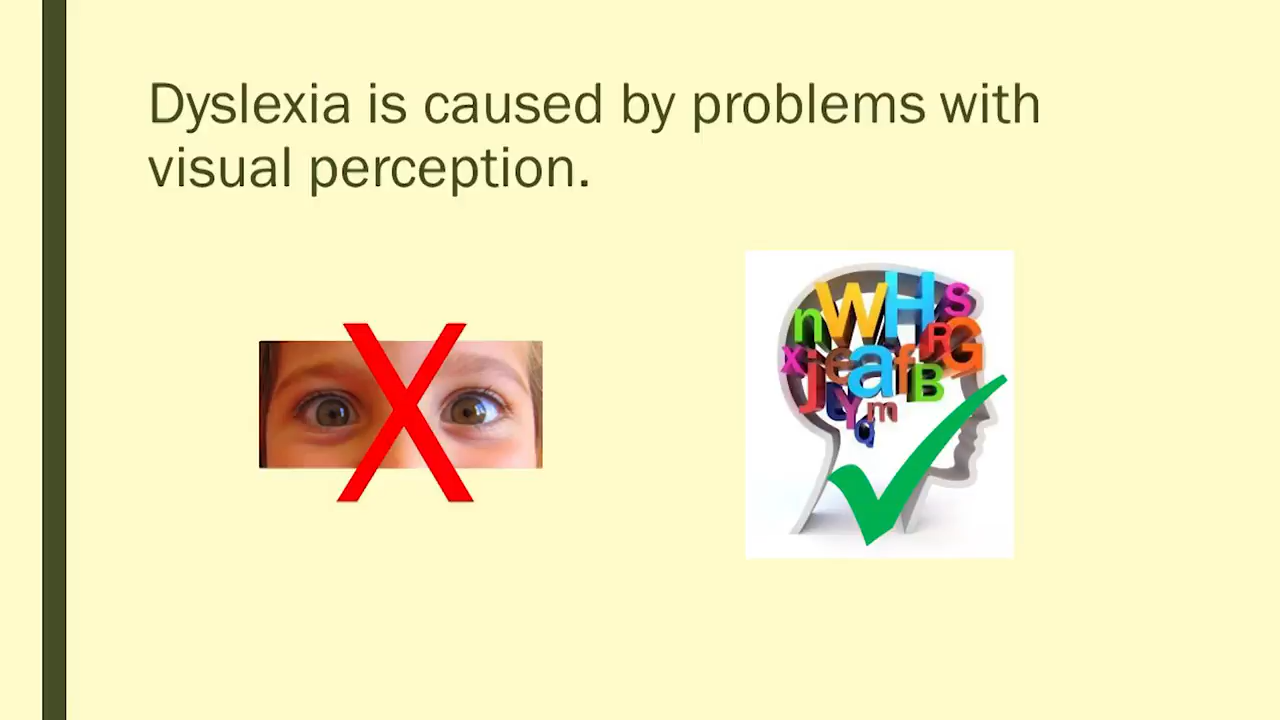 Dyslexia is caused by problems with
visual perception.
X
n W H S
x j e a f R G
Y m B
q